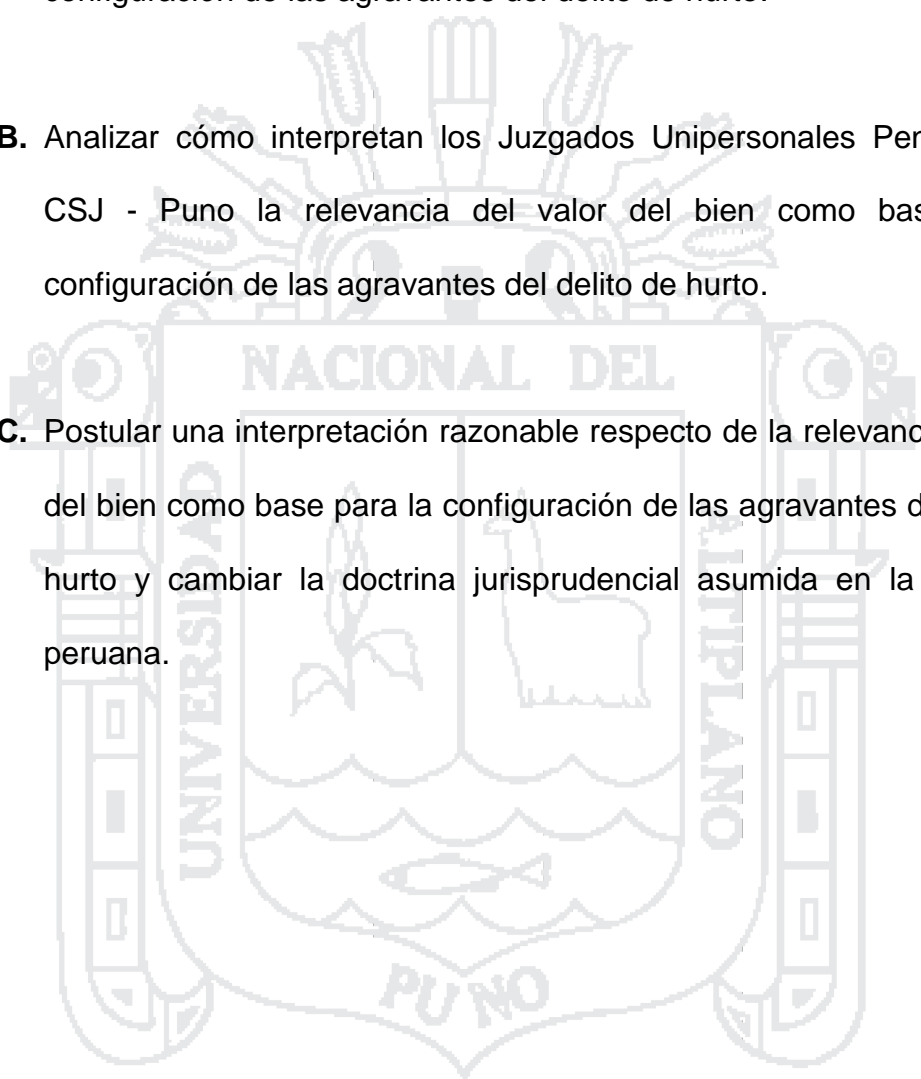 configuración de las agravantes del delito de hurto.
B. Analizar cómo interpretan los Juzgados Unipersonales
CSJ - Puno la relevancia del valor del bien como
configuración de las agravantes del delito de hurto.
NACIONAL DEL
C. Postular una interpretación razonable respecto de la
del bien como base para la configuración de las agravantes
hurto y cambiar la doctrina jurisprudencial asumida en la
peruana.
UNIVERSIDAD
ALTIPLANO
PUNO